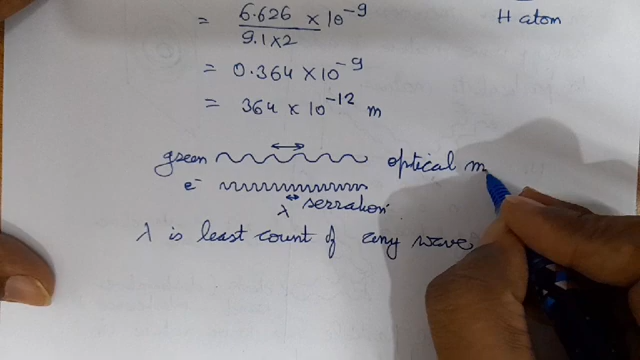 = 6.626 × 10⁻⁹ H atom
9.1 × 2
= 0.364 × 10⁻⁹
= 364 × 10⁻¹² m
green optical m
e⁻
λ serration
λ is least count of any wave